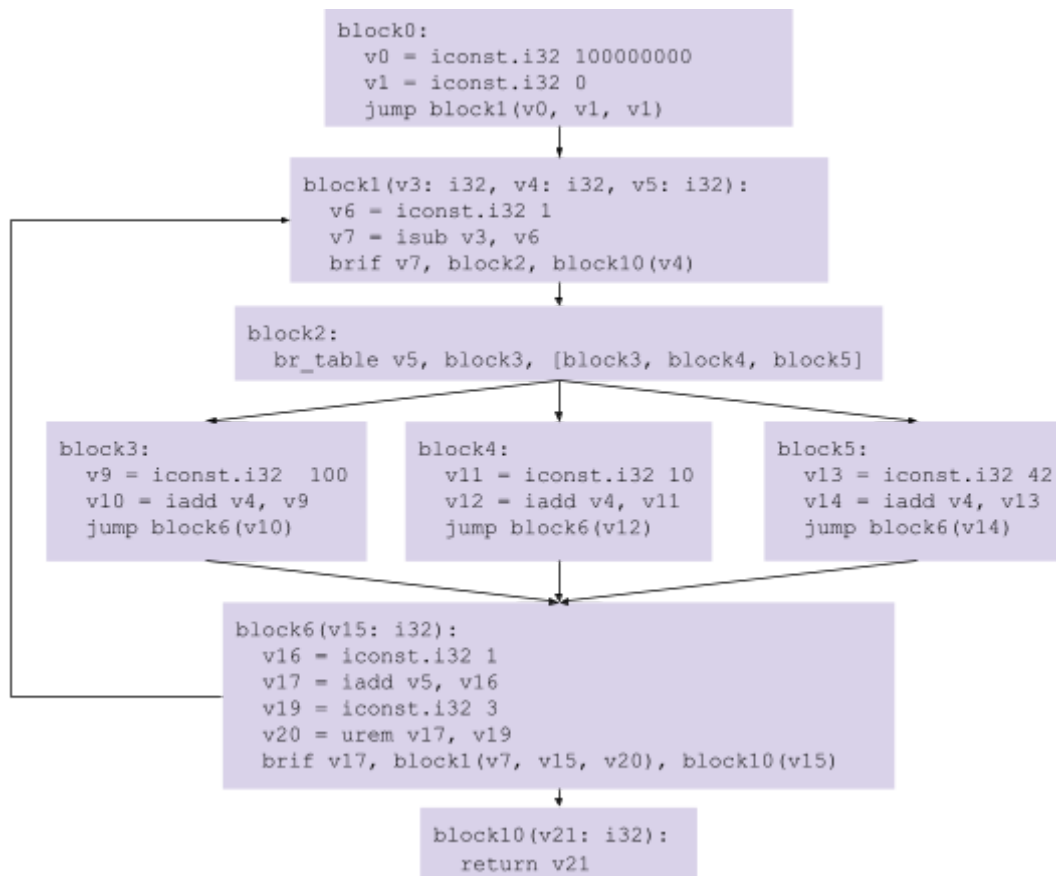 block0:
v0 = iconst.i32 100000000
v1 = iconst.i32 0
jump block1(v0, v1, v1)
block1(v3: i32, v4: i32, v5: i32):
v6 = iconst.i32 1
v7 = isub v3, v6
brif v7, block2, block10(v4)
block2:
br_table v5, block3, [block3, block4, block5]
block3:
v9 = iconst.i32  100
v10 = iadd v4, v9
jump block6(v10)
block4:
v11 = iconst.i32 10
v12 = iadd v4, v11
jump block6(v12)
block5:
v13 = iconst.i32 42
v14 = iadd v4, v13
jump block6(v14)
block6(v15: i32):
v16 = iconst.i32 1
v17 = iadd v5, v16
v19 = iconst.i32 3
v20 = urem v17, v19
brif v17, block1(v7, v15, v20), block10(v15)
block10(v21: i32):
return v21